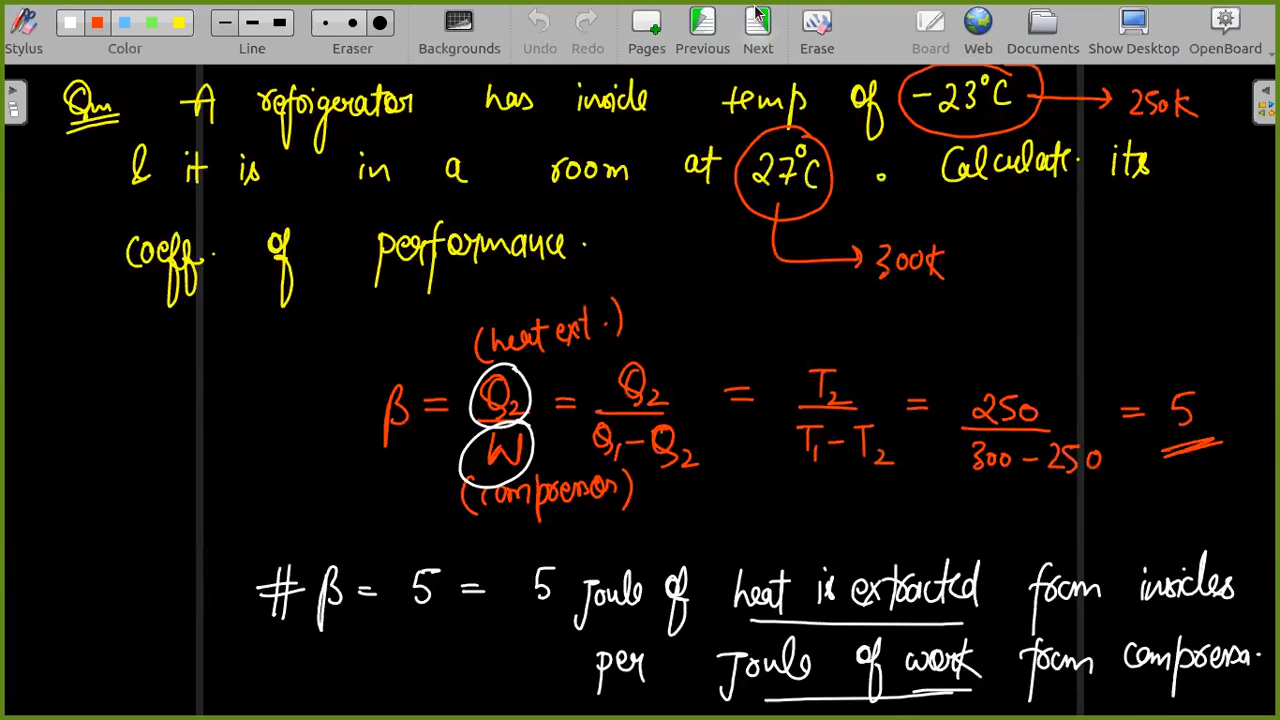 Stylus Color Line Eraser Backgrounds Undo Redo Pages Previous Next Erase Board Web Documents Show Desktop OpenBoard
Qn A refrigerator has inside temp of -23°C → 250K
& it is in a room at 27°C . Calculate its
coeff. of performance.
→ 300K
(heat ext.)
β = Q₂/W = Q₂/(Q₁-Q₂) = T₂/(T₁-T₂) = 250/(300-250) = 5
(compressor)
# β = 5 = 5 Joule of heat is extracted from insides
per Joule of work from compressor.